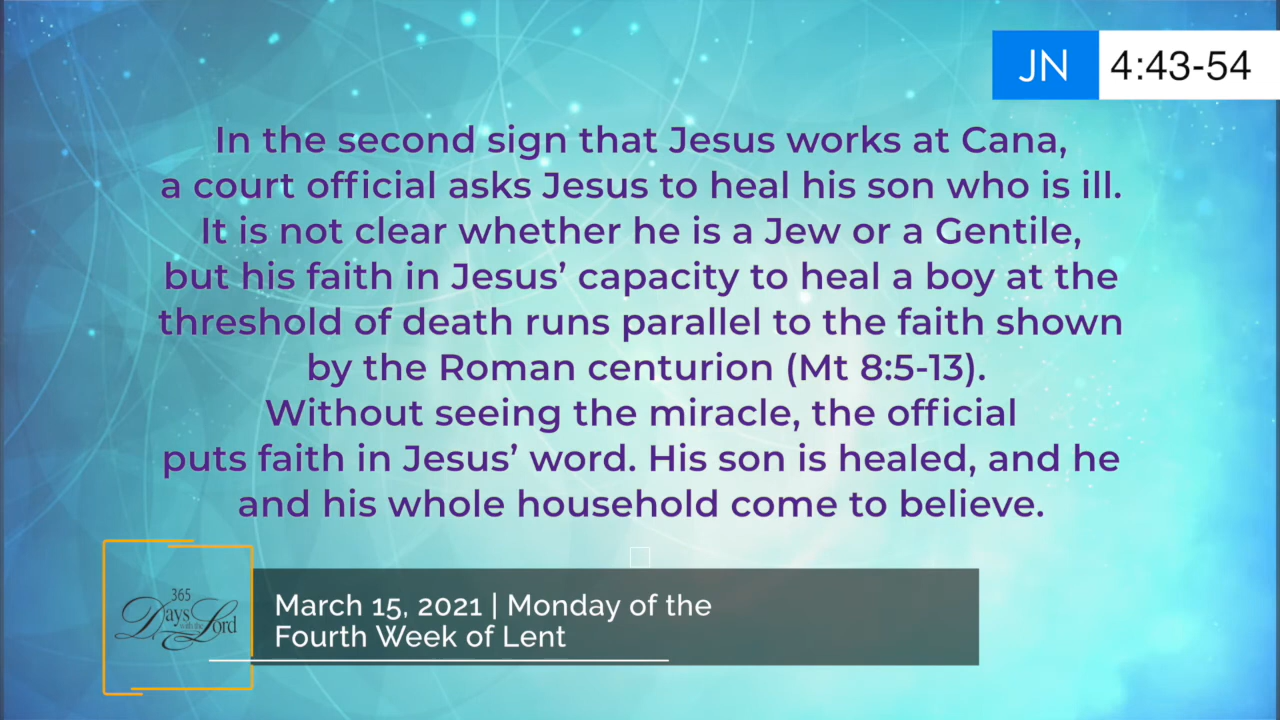 JN 4:43-54
In the second sign that Jesus works at Cana,
a court official asks Jesus to heal his son who is ill.
It is not clear whether he is a Jew or a Gentile,
but his faith in Jesus’ capacity to heal a boy at the
threshold of death runs parallel to the faith shown
by the Roman centurion (Mt 8:5-13).
Without seeing the miracle, the official
puts faith in Jesus’ word. His son is healed, and he
and his whole household come to believe.
365
Days with the Lord
March 15, 2021 | Monday of the
Fourth Week of Lent